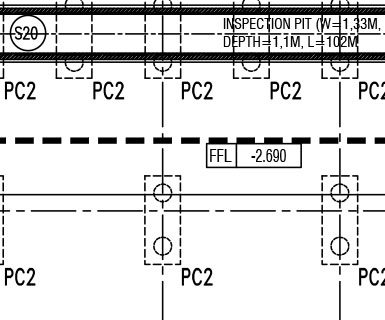 S20
INSPECTION PIT (W=1,33M,
DEPTH=1,1M, L=102M
PC2 PC2 PC2 PC2 PC2
FFL -2.690
PC2 PC2 PC2